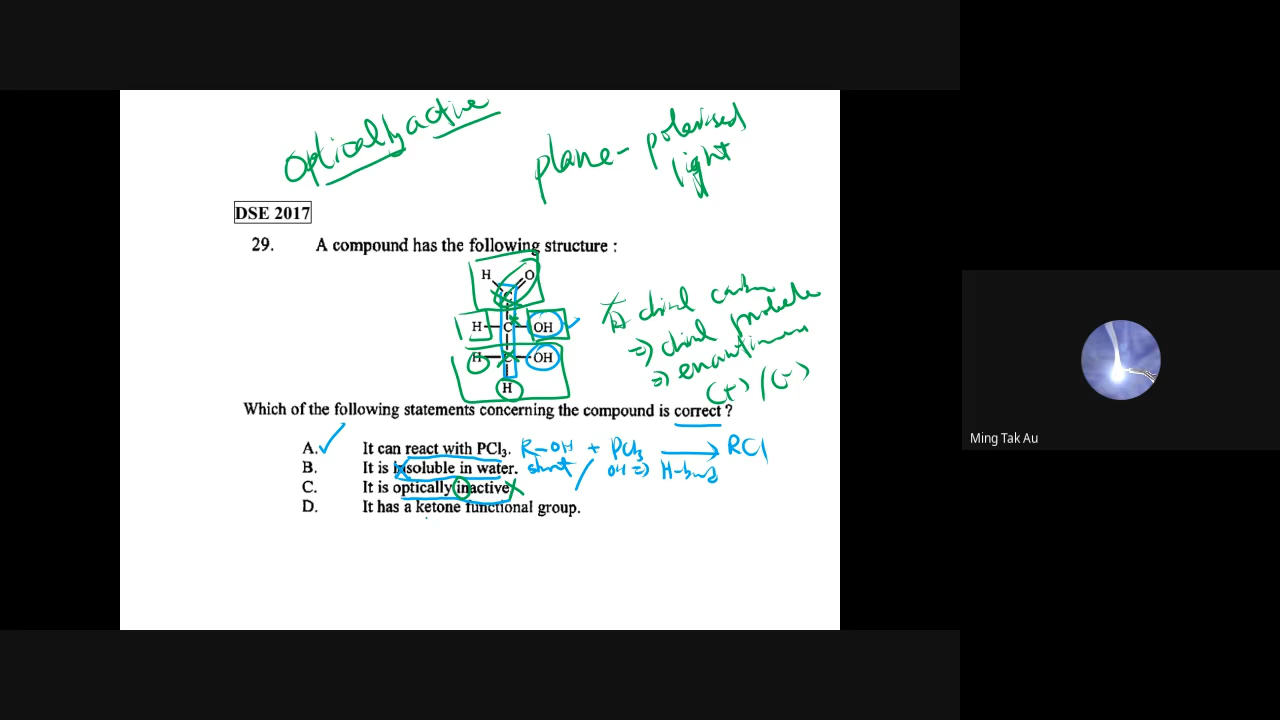 optically active
plane-polarised
light
DSE 2017
29. A compound has the following structure :
H O
C
H C OH
H C OH
H
有 chiral carbon
⇒ chiral
⇒ enantiomers
(+) / (-)
Which of the following statements concerning the compound is correct ?
A. ✓ It can react with PCl₃. R-OH + PCl₃ → RCl
B. It is insoluble in water. short / OH ⇒ H-bond
C. It is optically inactive
D. It has a ketone functional group.
Ming Tak Au